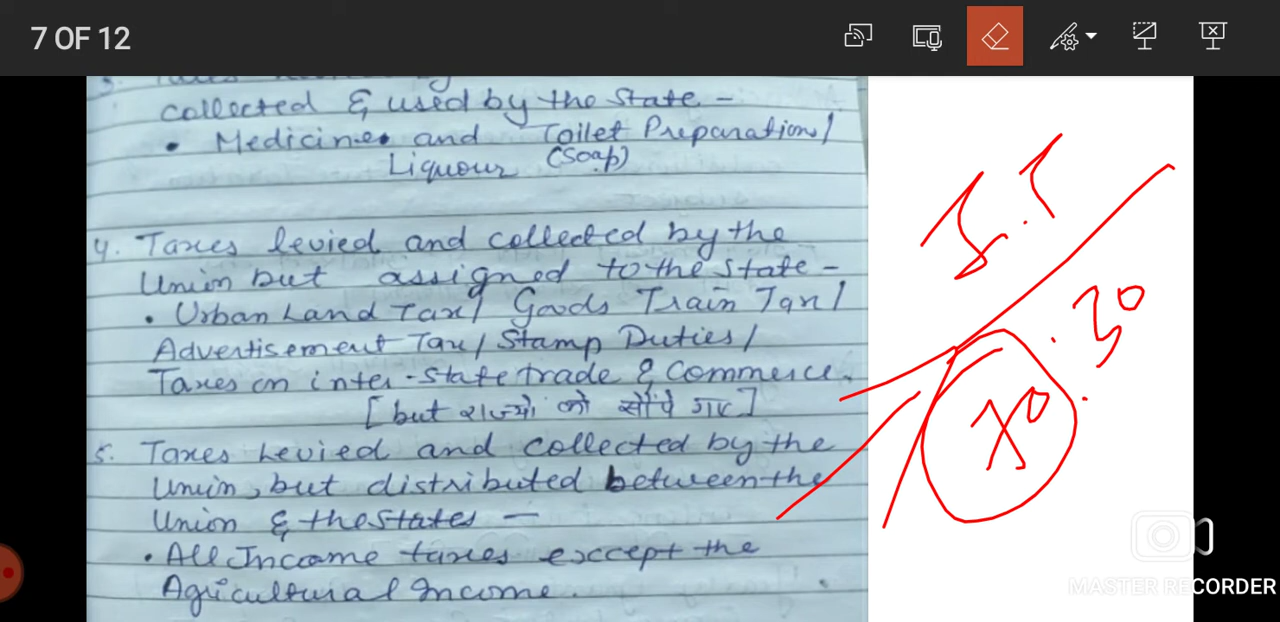 7 OF 12
collected & used by the State -
• Medicine• and Toilet Preparation/
Liquour (Soap)
4. Taxes levied and collected by the
Union but assigned to the State -
• Urban Land Tax/ Goods Train Tax/
Advertisement Tax/ Stamp Duties/
Taxes on inter-state trade & Commerce.
[but राज्यो को सौंपे गए]
5. Taxes Levied and collected by the
Union, but distributed between the
Union & the States -
• All Income taxes except the
Agricultural Income.
I.T
30
70
MASTER RECORDER